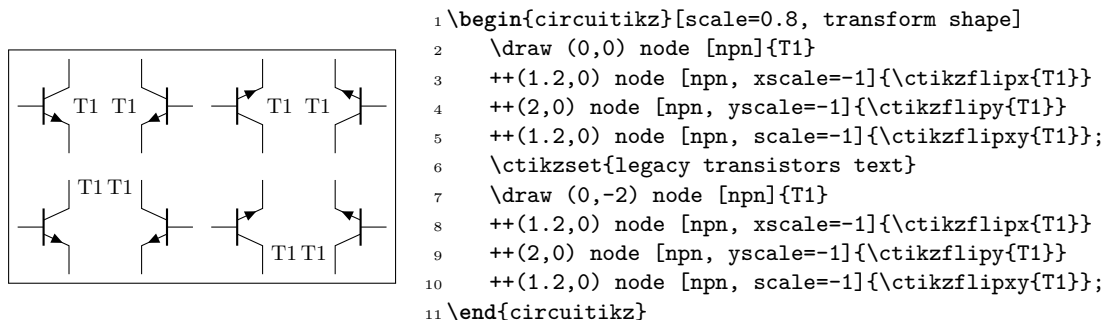 T1 T1 T1 T1
T1 T1
T1 T1
1 \begin{circuitikz}[scale=0.8, transform shape]
2 \draw (0,0) node [npn]{T1}
3 ++(1.2,0) node [npn, xscale=-1]{\ctikzflipx{T1}}
4 ++(2,0) node [npn, yscale=-1]{\ctikzflipy{T1}}
5 ++(1.2,0) node [npn, scale=-1]{\ctikzflipxy{T1}};
6 \ctikzset{legacy transistors text}
7 \draw (0,-2) node [npn]{T1}
8 ++(1.2,0) node [npn, xscale=-1]{\ctikzflipx{T1}}
9 ++(2,0) node [npn, yscale=-1]{\ctikzflipy{T1}}
10 ++(1.2,0) node [npn, scale=-1]{\ctikzflipxy{T1}};
11 \end{circuitikz}